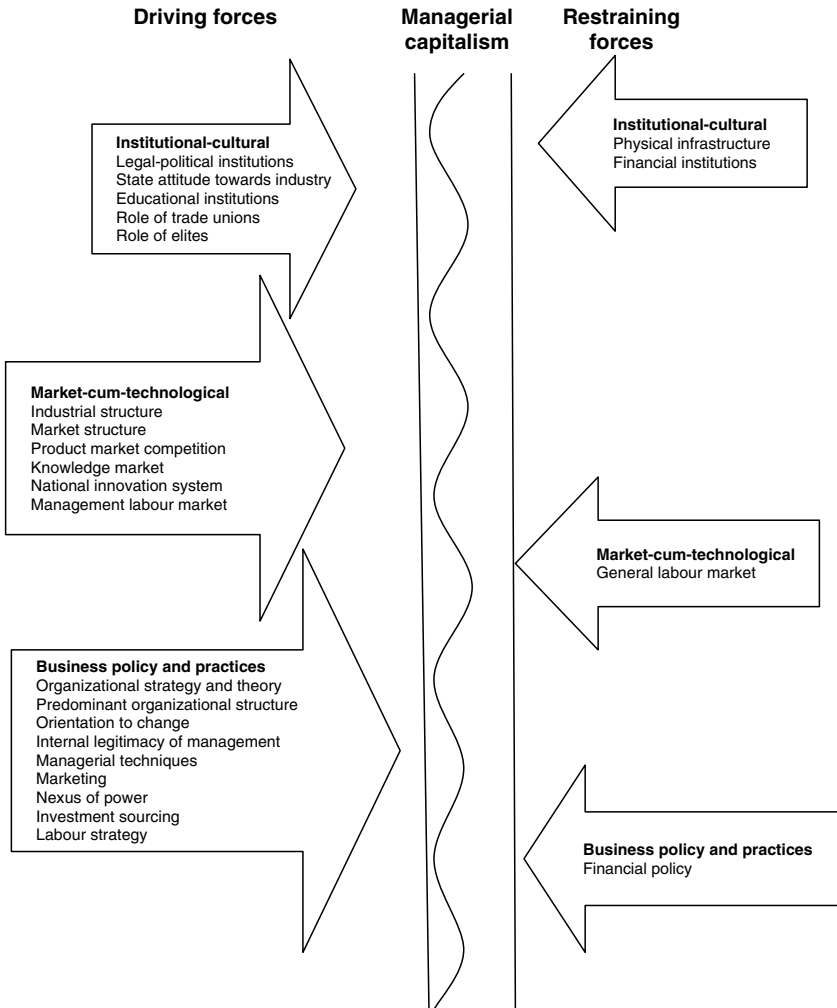 Driving forces
Managerial
capitalism
Restraining
forces
Institutional-cultural
Legal-political institutions
State attitude towards industry
Educational institutions
Role of trade unions
Role of elites
Institutional-cultural
Physical infrastructure
Financial institutions
Market-cum-technological
Industrial structure
Market structure
Product market competition
Knowledge market
National innovation system
Management labour market
Market-cum-technological
General labour market
Business policy and practices
Organizational strategy and theory
Predominant organizational structure
Orientation to change
Internal legitimacy of management
Managerial techniques
Marketing
Nexus of power
Investment sourcing
Labour strategy
Business policy and practices
Financial policy